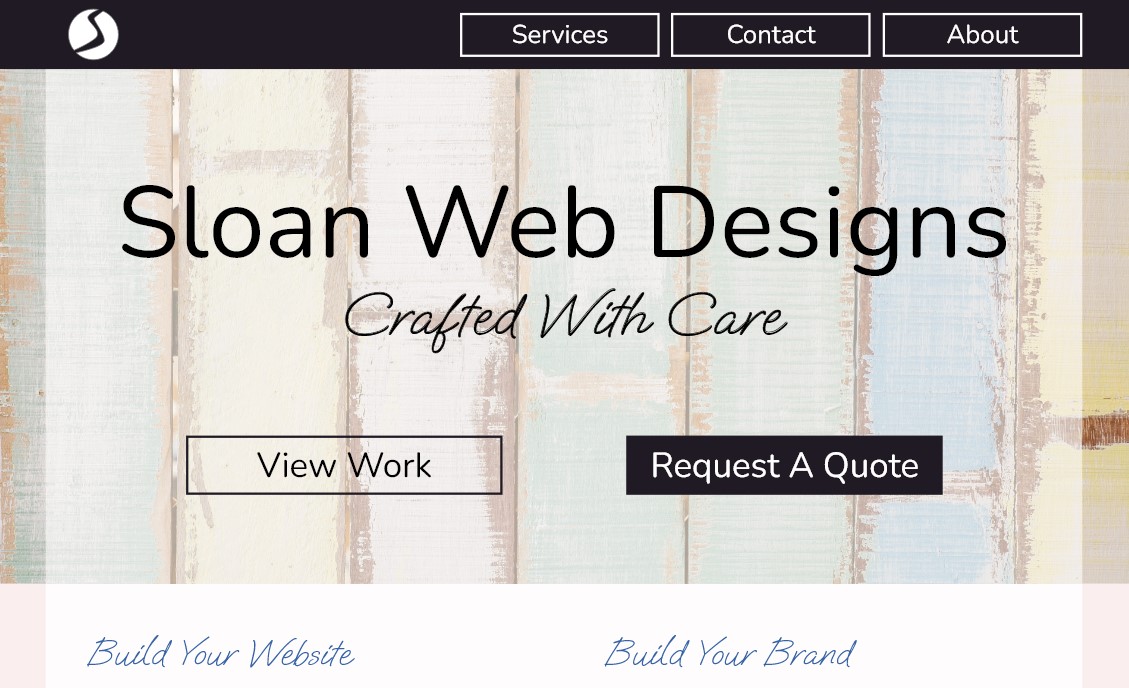 Services Contact About
Sloan Web Designs
Crafted With Care
View Work Request A Quote
Build Your Website Build Your Brand